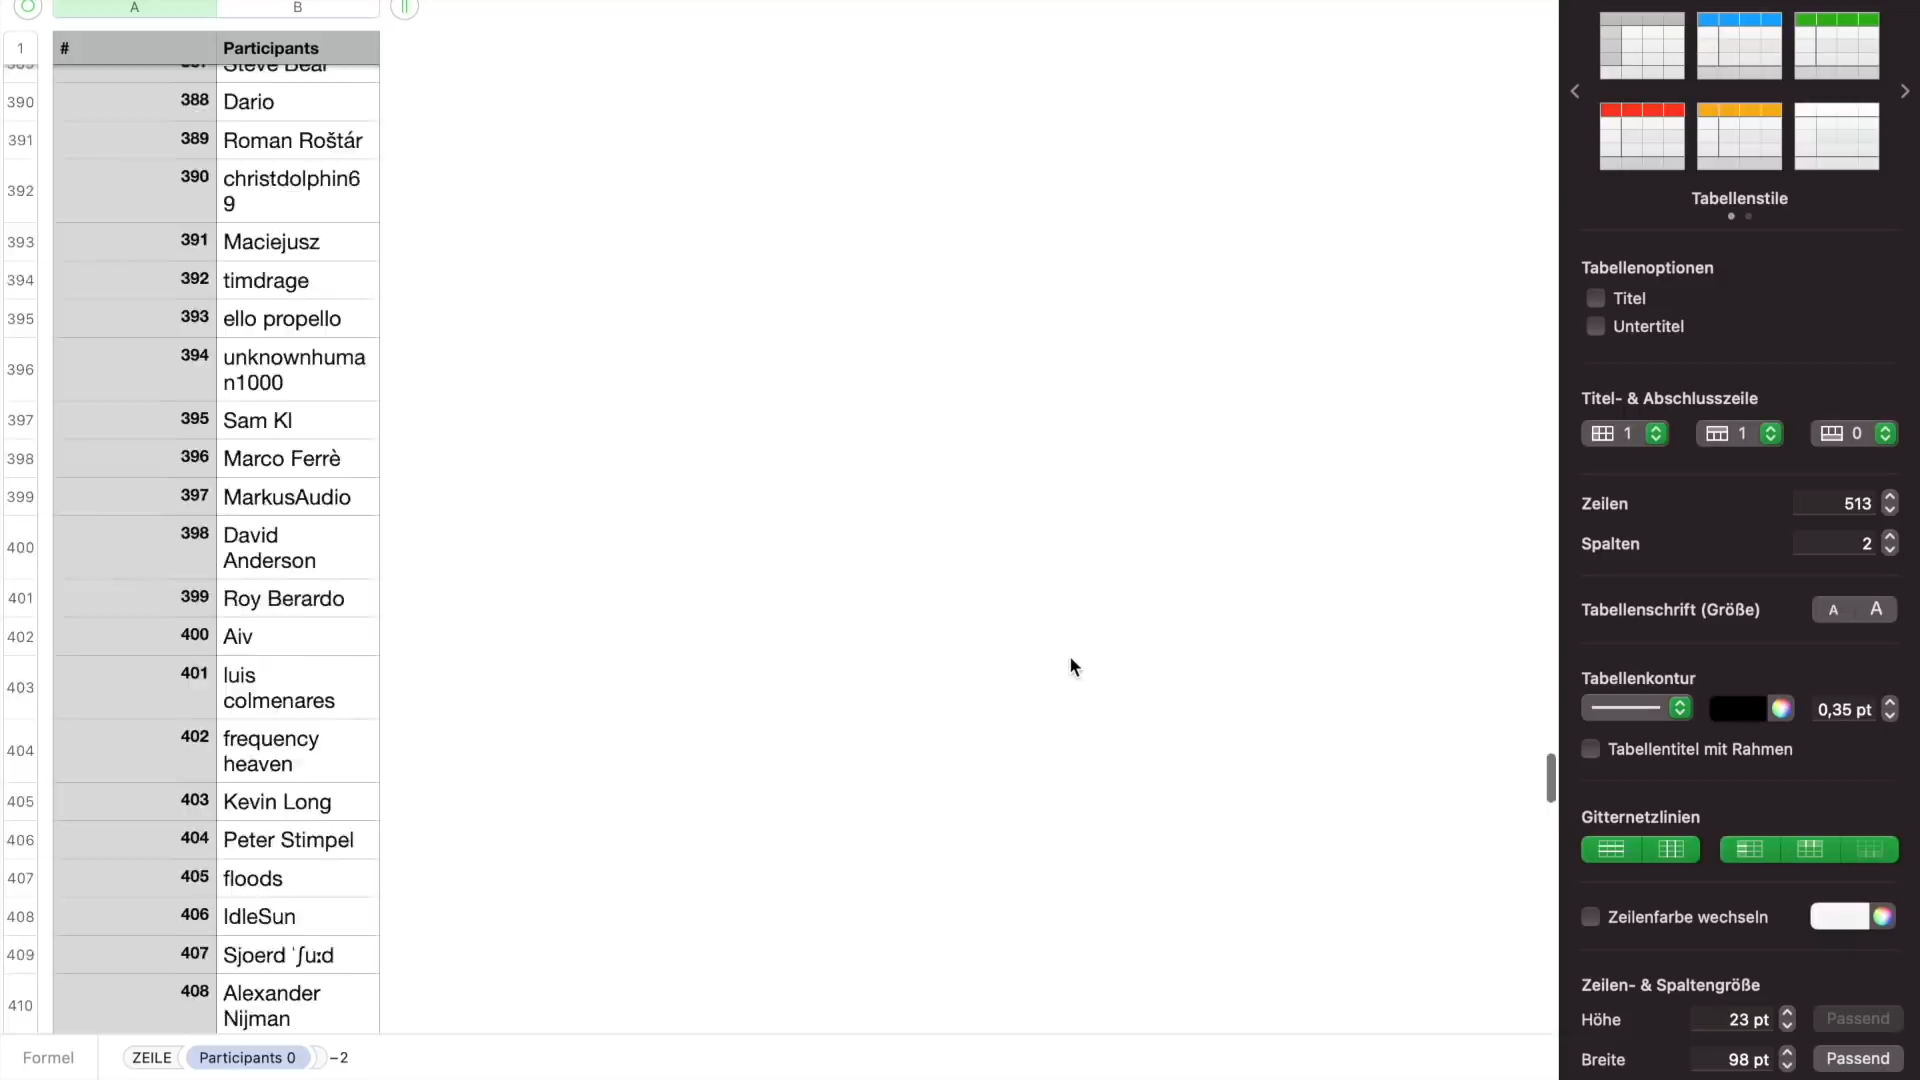 A B
1 # Participants
389 387 Steve Bear
390 388 Dario
391 389 Roman Roštár
392 390 christdolphin6
9
393 391 Maciejusz
394 392 timdrage
395 393 ello propello
396 394 unknownhuma
n1000
397 395 Sam Kl
398 396 Marco Ferrè
399 397 MarkusAudio
400 398 David
Anderson
401 399 Roy Berardo
402 400 Aiv
403 401 luis
colmenares
404 402 frequency
heaven
405 403 Kevin Long
406 404 Peter Stimpel
407 405 floods
408 406 IdleSun
409 407 Sjoerd ˈʃuːd
410 408 Alexander
Nijman
Formel ZEILE ( Participants 0 ) −2
Tabellenstile
Tabellenoptionen
Titel
Untertitel
Titel- & Abschlusszeile
1 1 0
Zeilen 513
Spalten 2
Tabellenschrift (Größe) A A
Tabellenkontur
0,35 pt
Tabellentitel mit Rahmen
Gitternetzlinien
Zeilenfarbe wechseln
Zeilen- & Spaltengröße
Höhe 23 pt Passend
Breite 98 pt Passend